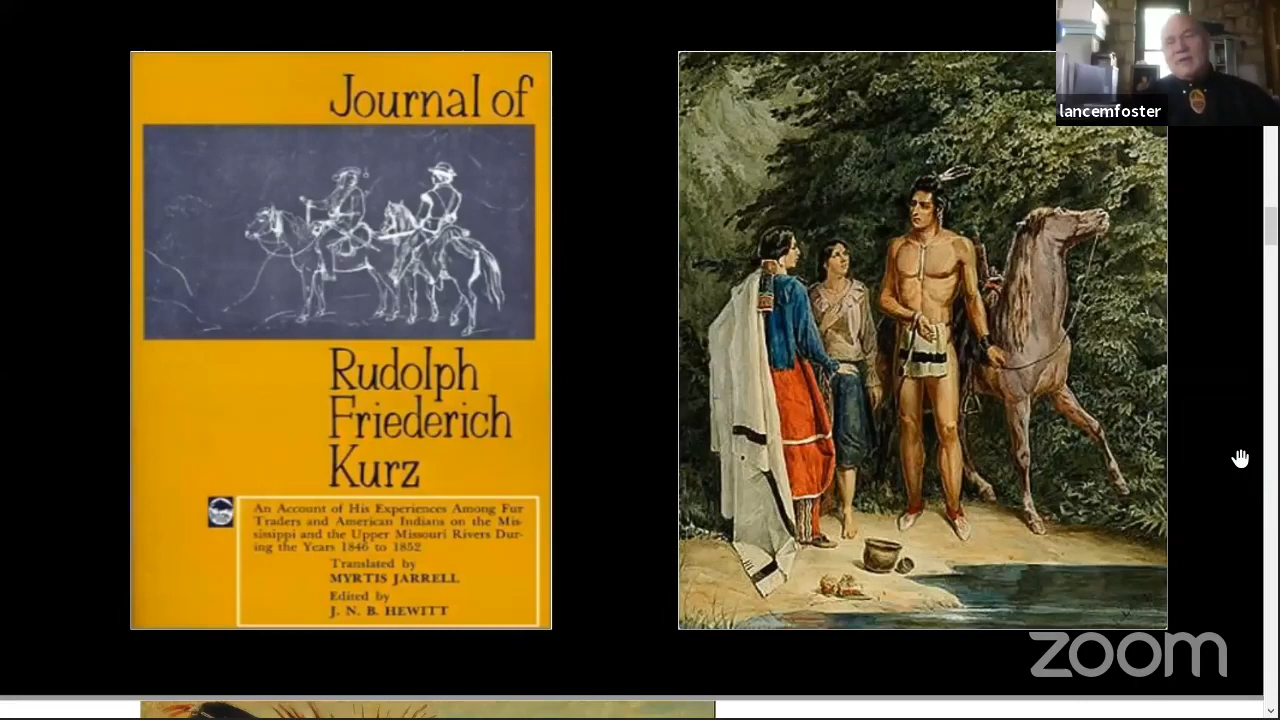 Journal of
Rudolph
Friederich
Kurz
An Account of His Experiences Among Fur
Traders and American Indians on the Mis-
sissippi and the Upper Missouri Rivers Dur-
ing the Years 1846 to 1852
Translated by
MYRTIS JARRELL
Edited by
J. N. B. HEWITT
lancemfoster
zoom